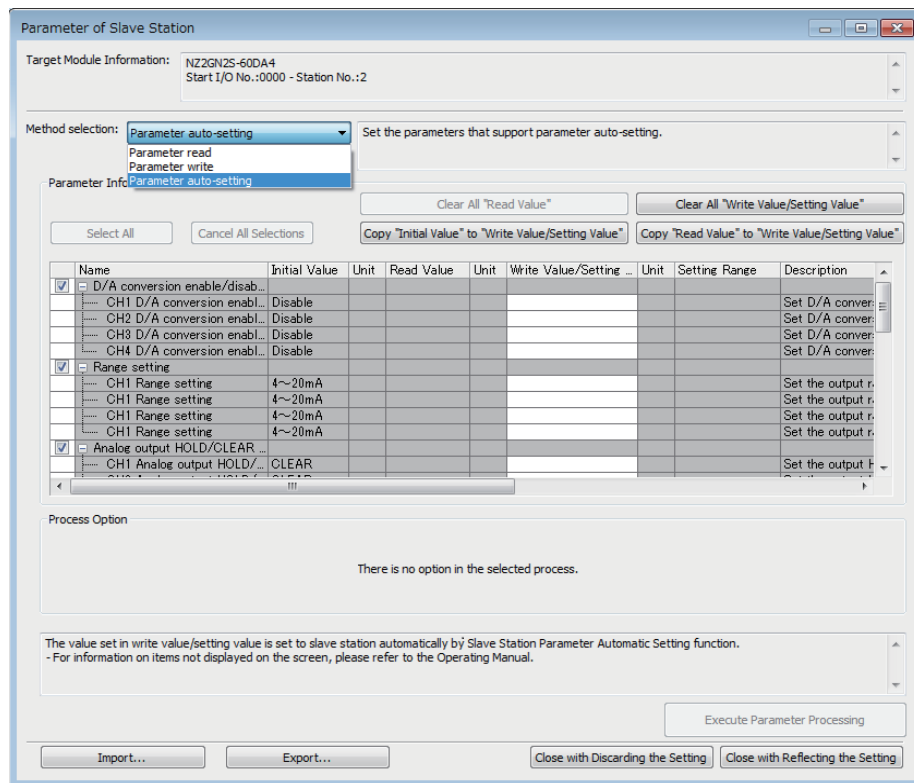 Parameter of Slave Station
Target Module Information:
NZ2GN2S-60DA4
Start I/O No.:0000 - Station No.:2
Method selection:
Parameter auto-setting
Set the parameters that support parameter auto-setting.
Parameter read
Parameter write
Parameter auto-setting
Parameter Info
Clear All "Read Value"
Clear All "Write Value/Setting Value"
Select All
Cancel All Selections
Copy "Initial Value" to "Write Value/Setting Value"
Copy "Read Value" to "Write Value/Setting Value"
Name Initial Value Unit Read Value Unit Write Value/Setting ... Unit Setting Range Description
D/A conversion enable/disab...
CH1 D/A conversion enabl... Disable Set D/A conver
CH2 D/A conversion enabl... Disable Set D/A conver
CH3 D/A conversion enabl... Disable Set D/A conver
CH4 D/A conversion enabl... Disable Set D/A conver
Range setting
CH1 Range setting 4～20mA Set the output r
CH1 Range setting 4～20mA Set the output r
CH1 Range setting 4～20mA Set the output r
CH1 Range setting 4～20mA Set the output r
Analog output HOLD/CLEAR ...
CH1 Analog output HOLD/... CLEAR Set the output H
Process Option
There is no option in the selected process.
The value set in write value/setting value is set to slave station automatically by Slave Station Parameter Automatic Setting function.
- For information on items not displayed on the screen, please refer to the Operating Manual.
Execute Parameter Processing
Import...
Export...
Close with Discarding the Setting
Close with Reflecting the Setting